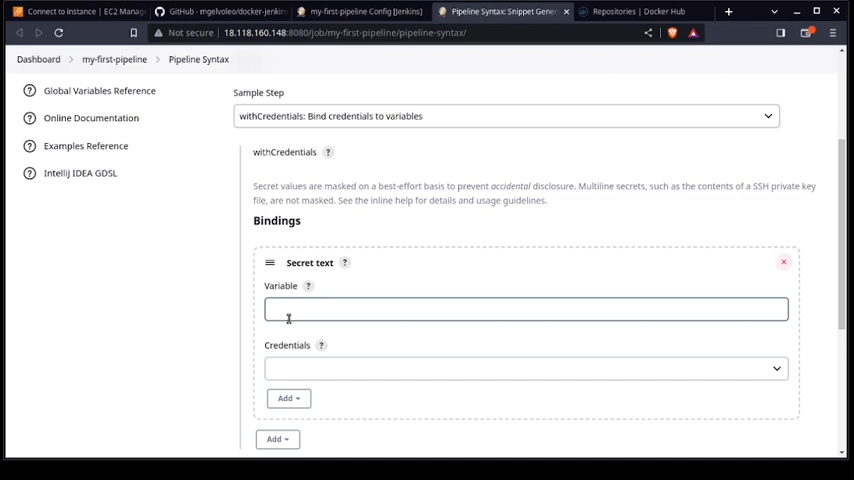 Connect to instance | EC2 Manag
GitHub - mgelvoleo/docker-jenkin
my-first-pipeline Config [Jenkins]
Pipeline Syntax: Snippet Gener
Repositories | Docker Hub
Not secure 18.118.160.148:8080/job/my-first-pipeline/pipeline-syntax/
Dashboard > my-first-pipeline > Pipeline Syntax
Global Variables Reference
Online Documentation
Examples Reference
IntelliJ IDEA GDSL
Sample Step
withCredentials: Bind credentials to variables
withCredentials ?
Secret values are masked on a best-effort basis to prevent accidental disclosure. Multiline secrets, such as the contents of a SSH private key
file, are not masked. See the inline help for details and usage guidelines.
Bindings
Secret text ?
Variable ?
Credentials ?
Add
Add